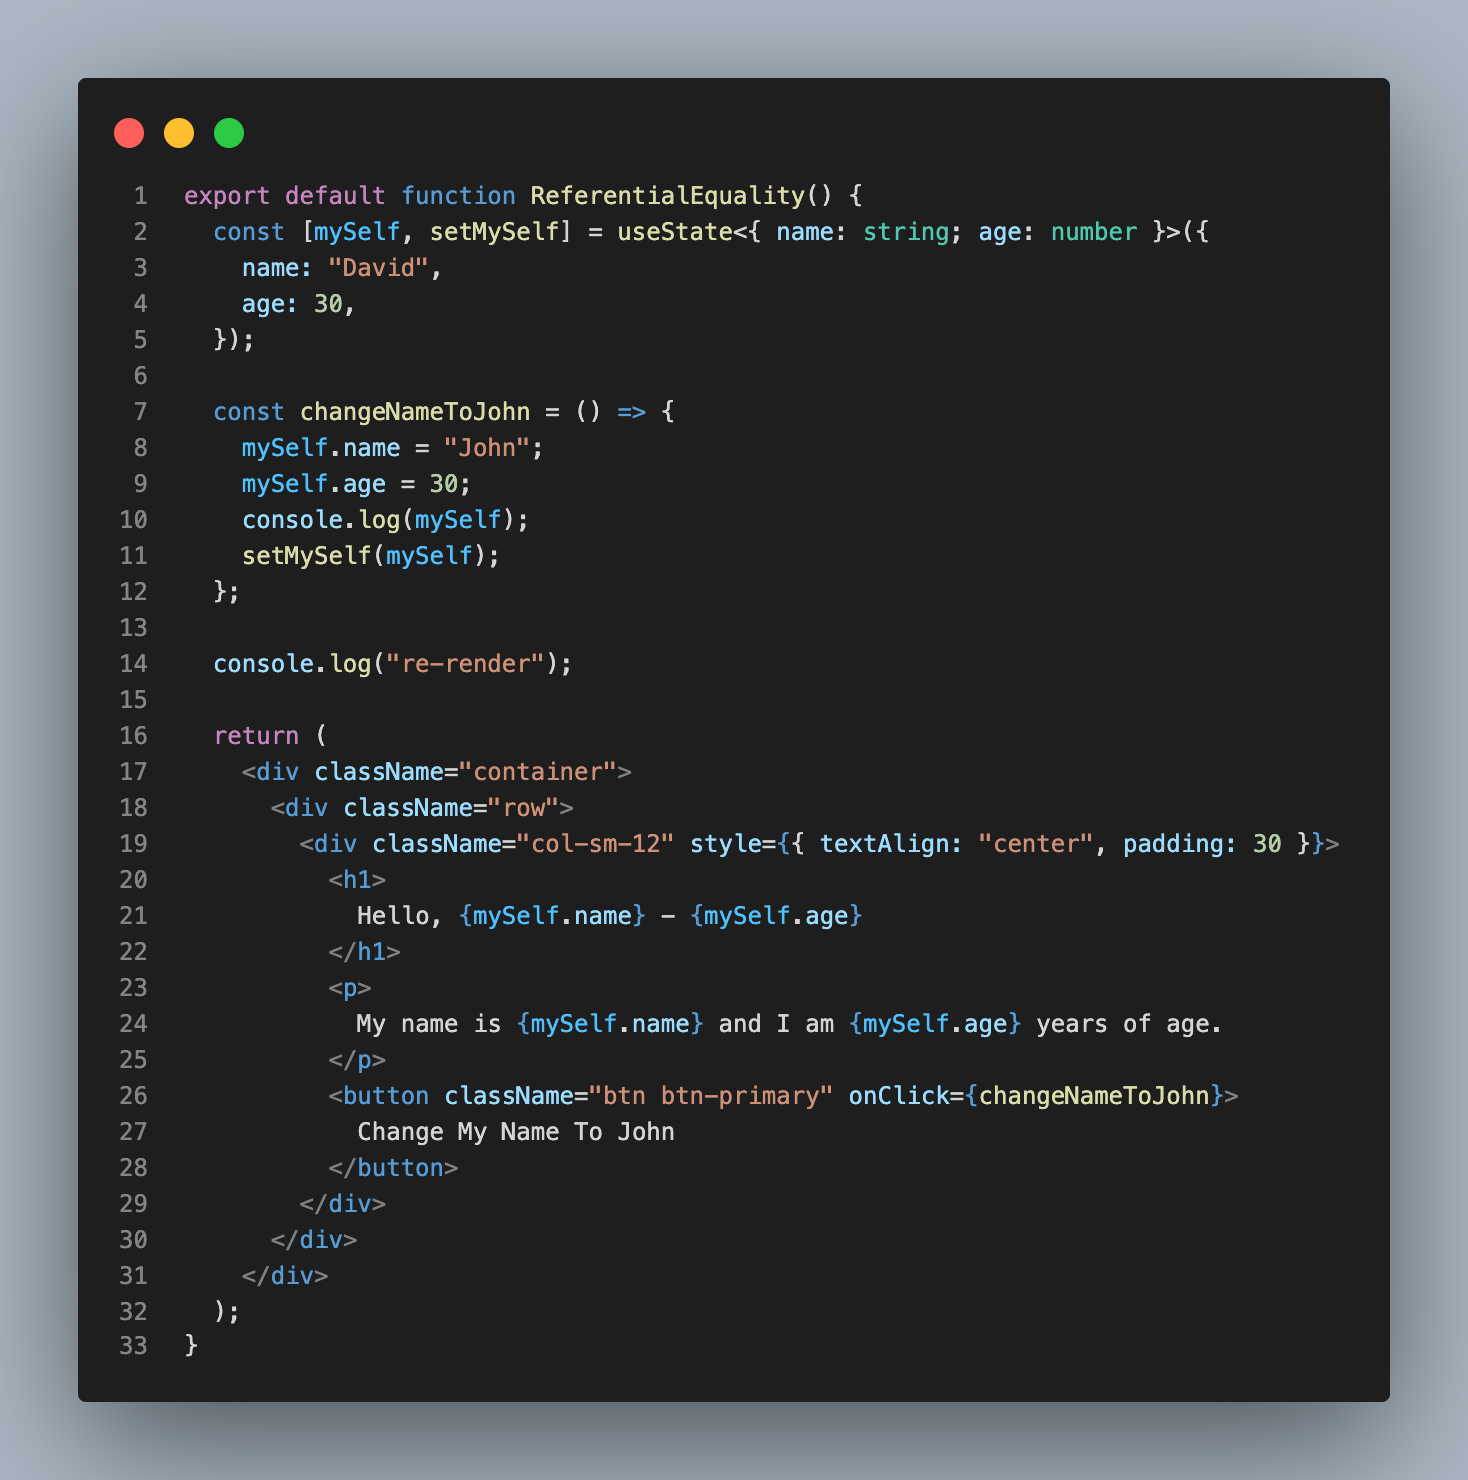 1 export default function ReferentialEquality() {
2   const [mySelf, setMySelf] = useState<{ name: string; age: number }>({
3     name: "David",
4     age: 30,
5   });
6
7   const changeNameToJohn = () => {
8     mySelf.name = "John";
9     mySelf.age = 30;
10     console.log(mySelf);
11     setMySelf(mySelf);
12   };
13
14   console.log("re-render");
15
16   return (
17     <div className="container">
18       <div className="row">
19         <div className="col-sm-12" style={{ textAlign: "center", padding: 30 }}>
20           <h1>
21             Hello, {mySelf.name} - {mySelf.age}
22           </h1>
23           <p>
24             My name is {mySelf.name} and I am {mySelf.age} years of age.
25           </p>
26           <button className="btn btn-primary" onClick={changeNameToJohn}>
27             Change My Name To John
28           </button>
29         </div>
30       </div>
31     </div>
32   );
33 }